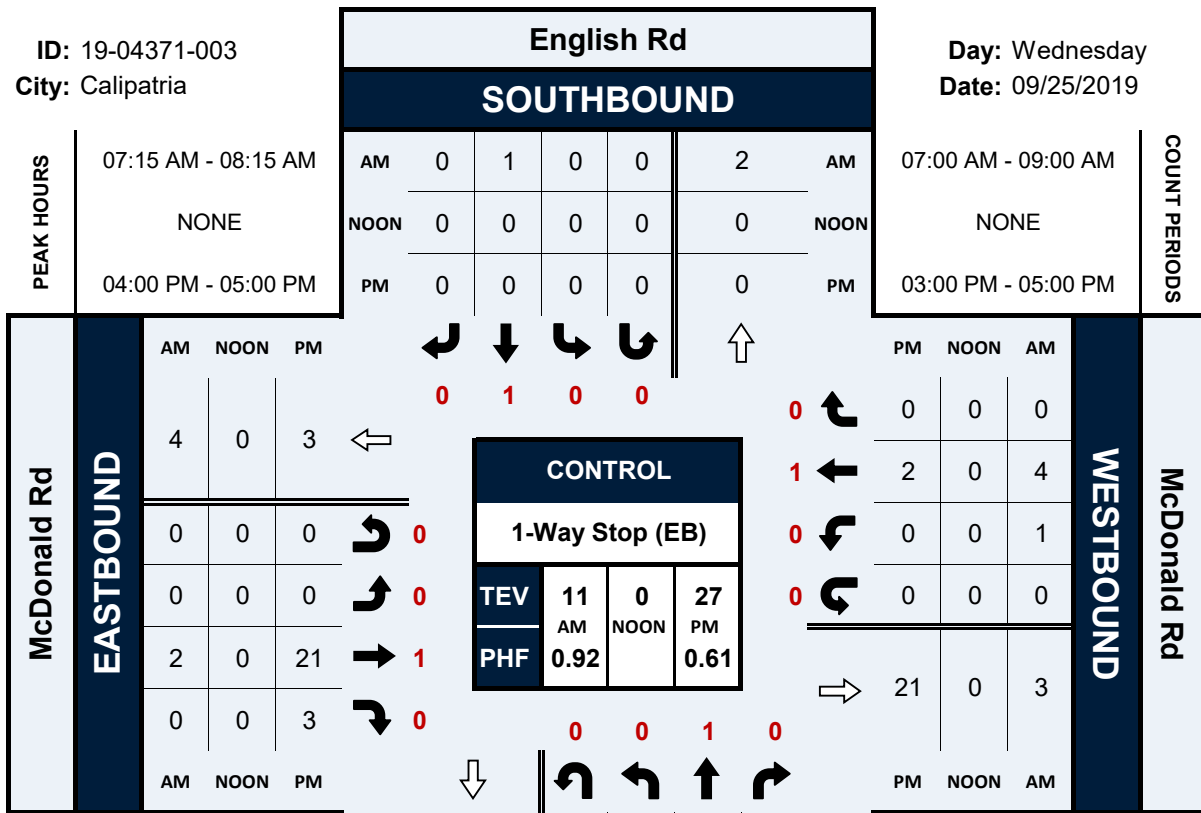 ID: 19-04371-003
City: Calipatria
English Rd
SOUTHBOUND
Day: Wednesday
Date: 09/25/2019
PEAK HOURS
07:15 AM - 08:15 AM
NONE
04:00 PM - 05:00 PM
AM 0 1 0 0 2 AM
NOON 0 0 0 0 0 NOON
PM 0 0 0 0 0 PM
07:00 AM - 09:00 AM
NONE
03:00 PM - 05:00 PM
COUNT PERIODS
0 1 0 0
McDonald Rd
EASTBOUND
AM NOON PM
4 0 3
0 0 0 0
0 0 0 0
2 0 21 1
0 0 3 0
AM NOON PM
CONTROL
1-Way Stop (EB)
TEV 11 0 27
AM NOON PM
PHF 0.92 0.61
PM NOON AM
0 0 0 0
1 2 0 4
0 0 0 1
0 0 0 0
21 0 3
PM NOON AM
WESTBOUND
McDonald Rd
0 0 1 0